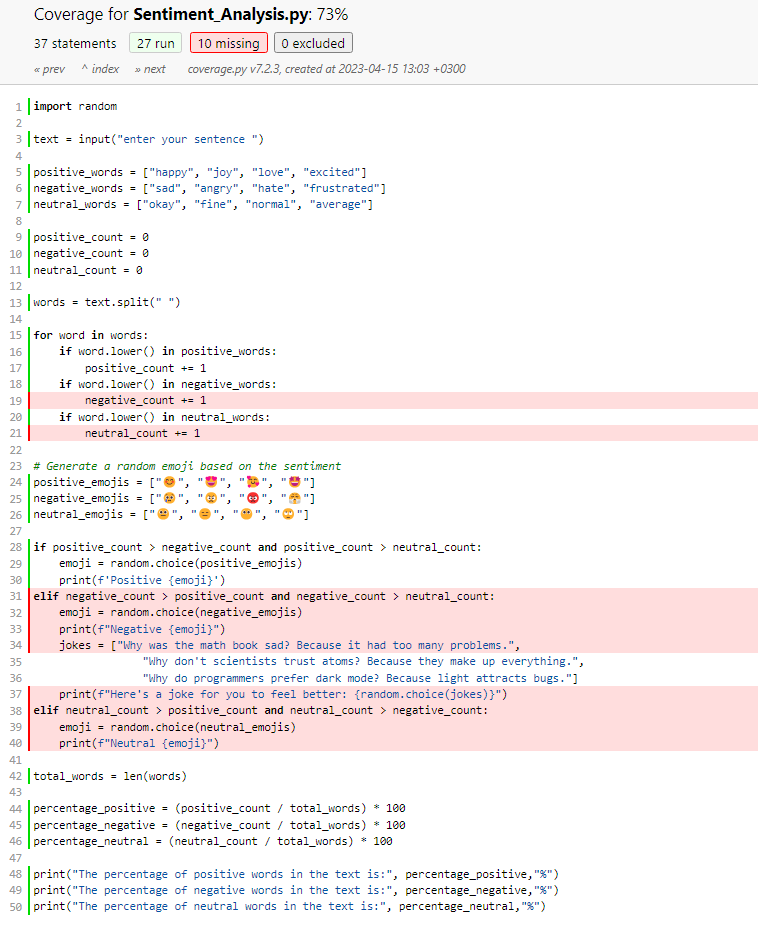 Coverage for Sentiment_Analysis.py: 73%
37 statements 27 run 10 missing 0 excluded
« prev ^ index » next coverage.py v7.2.3, created at 2023-04-15 13:03 +0300
1 import random
2
3 text = input("enter your sentence ")
4
5 positive_words = ["happy", "joy", "love", "excited"]
6 negative_words = ["sad", "angry", "hate", "frustrated"]
7 neutral_words = ["okay", "fine", "normal", "average"]
8
9 positive_count = 0
10 negative_count = 0
11 neutral_count = 0
12
13 words = text.split(" ")
14
15 for word in words:
16     if word.lower() in positive_words:
17         positive_count += 1
18     if word.lower() in negative_words:
19         negative_count += 1
20     if word.lower() in neutral_words:
21         neutral_count += 1
22
23 # Generate a random emoji based on the sentiment
24 positive_emojis = ["😊", "😍", "🥰", "🤩"]
25 negative_emojis = ["😢", "😡", "😤"]
26 neutral_emojis = ["😐", "😑", "😶", "🙄"]
27
28 if positive_count > negative_count and positive_count > neutral_count:
29     emoji = random.choice(positive_emojis)
30     print(f'Positive {emoji}')
31 elif negative_count > positive_count and negative_count > neutral_count:
32     emoji = random.choice(negative_emojis)
33     print(f"Negative {emoji}")
34     jokes = ["Why was the math book sad? Because it had too many problems.",
35              "Why don't scientists trust atoms? Because they make up everything.",
36              "Why do programmers prefer dark mode? Because light attracts bugs."]
37     print(f"Here's a joke for you to feel better: {random.choice(jokes)}")
38 elif neutral_count > positive_count and neutral_count > negative_count:
39     emoji = random.choice(neutral_emojis)
40     print(f"Neutral {emoji}")
41
42 total_words = len(words)
43
44 percentage_positive = (positive_count / total_words) * 100
45 percentage_negative = (negative_count / total_words) * 100
46 percentage_neutral = (neutral_count / total_words) * 100
47
48 print("The percentage of positive words in the text is:", percentage_positive,"%")
49 print("The percentage of negative words in the text is:", percentage_negative,"%")
50 print("The percentage of neutral words in the text is:", percentage_neutral,"%")